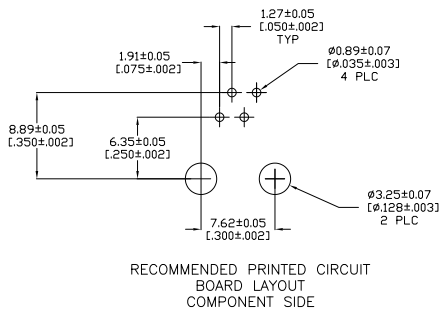 1.27±0.05
[.050±.002]
TYP
1.91±0.05
[.075±.002]
Ø0.89±0.07
[Ø.035±.003]
4 PLC
8.89±0.05
[.350±.002]
6.35±0.05
[.250±.002]
Ø3.25±0.07
[Ø.128±.003]
2 PLC
7.62±0.05
[.300±.002]
RECOMMENDED PRINTED CIRCUIT
BOARD LAYOUT
COMPONENT SIDE